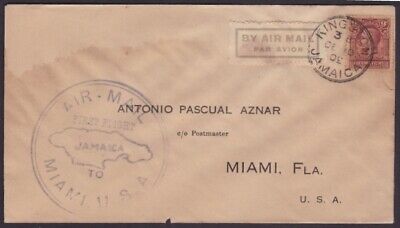 BY AIR MAIL
PAR AVION
KINGSTON
JAMAICA
AIR-MAIL
FIRST FLIGHT
JAMAICA
TO
MIAMI, U.S.A
ANTONIO PASCUAL AZNAR
c/o Postmaster
MIAMI, FLA.
U. S. A.